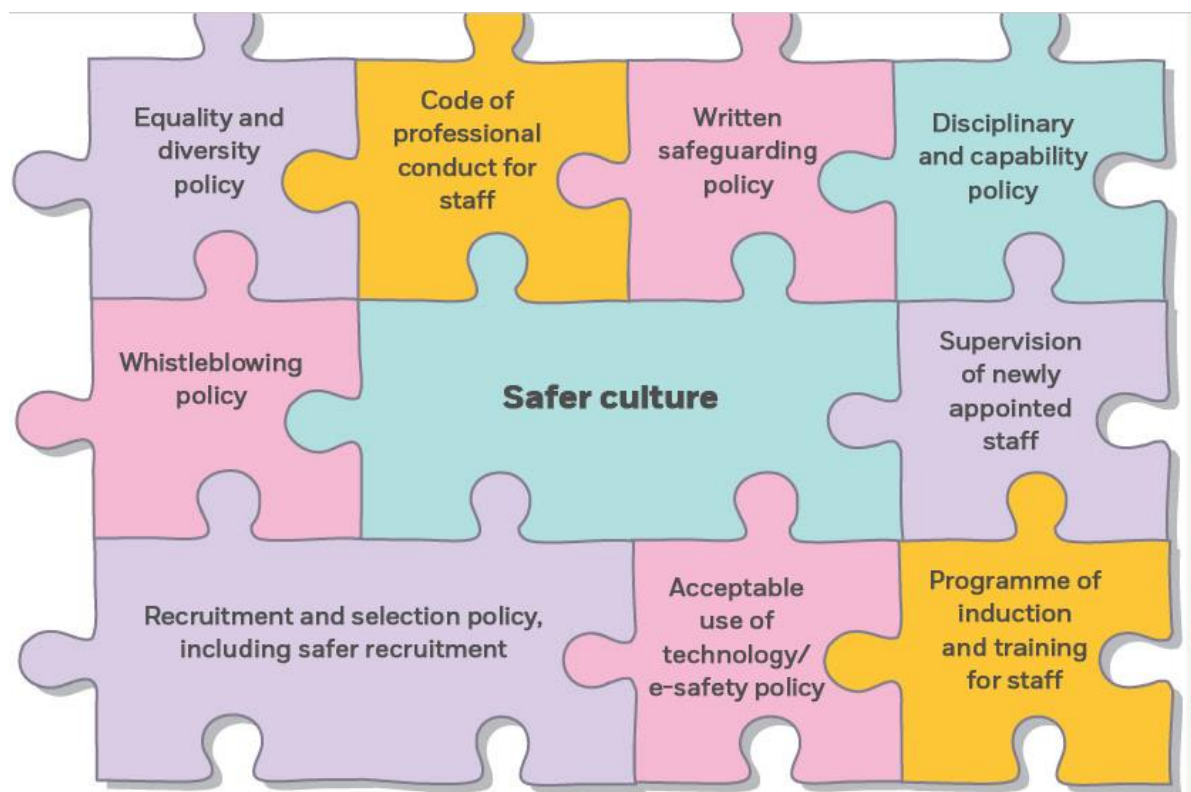 Equality and
diversity
policy
Code of
professional
conduct for
staff
Written
safeguarding
policy
Disciplinary
and capability
policy
Whistleblowing
policy
Safer culture
Supervision
of newly
appointed
staff
Recruitment and selection policy,
including safer recruitment
Acceptable
use of
technology/
e-safety policy
Programme of
induction
and training
for staff